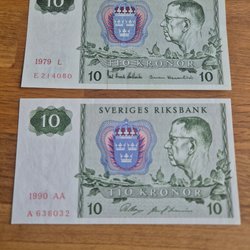 10
1979 L
E 214080
TIO KRONOR
10
10
SVERIGES RIKSBANK
10
1990 AA
A 636032
TIO KRONOR
10
10